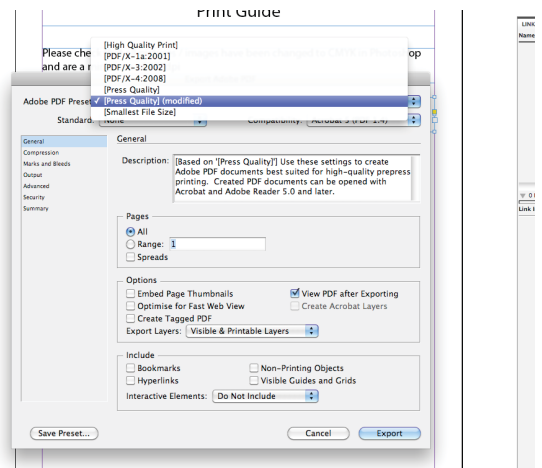 Print Guide
LINK
Name
Please che
op
and are a r
[High Quality Print]
[PDF/X-1a:2001]
[PDF/X-3:2002]
[PDF/X-4:2008]
[Press Quality]
Adobe PDF Preset ✓ [Press Quality] (modified)
[Smallest File Size]
Standard: None Compatibility: Acrobat 5 (PDF 1.4)
General
Compression
Marks and Bleeds
Output
Advanced
Security
Summary
General
Description: [Based on '[Press Quality]'] Use these settings to create
Adobe PDF documents best suited for high-quality prepress
printing. Created PDF documents can be opened with
Acrobat and Adobe Reader 5.0 and later.
Pages
All
Range: 1
Spreads
Options
Embed Page Thumbnails View PDF after Exporting
Optimise for Fast Web View Create Acrobat Layers
Create Tagged PDF
Export Layers: Visible & Printable Layers
Include
Bookmarks Non-Printing Objects
Hyperlinks Visible Guides and Grids
Interactive Elements: Do Not Include
Save Preset... Cancel Export
Link I